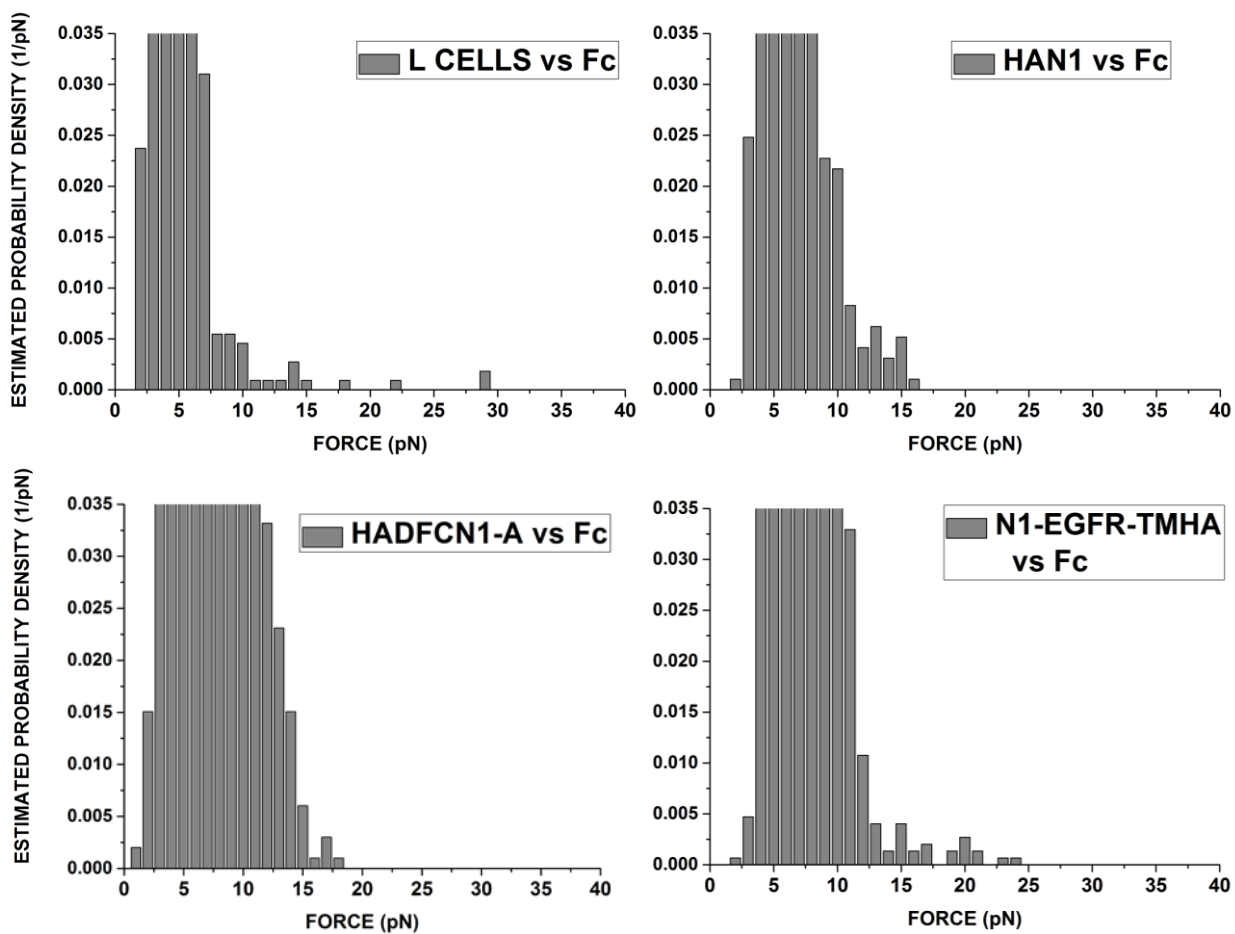 ESTIMATED PROBABILITY DENSITY (1/pN)
0.035
0.030
0.025
0.020
0.015
0.010
0.005
0.000
L CELLS vs Fc
0 5 10 15 20 25 30 35 40
FORCE (pN)
0.035
0.030
0.025
0.020
0.015
0.010
0.005
0.000
HAN1 vs Fc
0 5 10 15 20 25 30 35 40
FORCE (pN)
ESTIMATED PROBABILITY DENSITY (1/pN)
0.035
0.030
0.025
0.020
0.015
0.010
0.005
0.000
HADFCN1-A vs Fc
0 5 10 15 20 25 30 35 40
FORCE (pN)
0.035
0.030
0.025
0.020
0.015
0.010
0.005
0.000
N1-EGFR-TMHA
vs Fc
0 5 10 15 20 25 30 35 40
FORCE (pN)